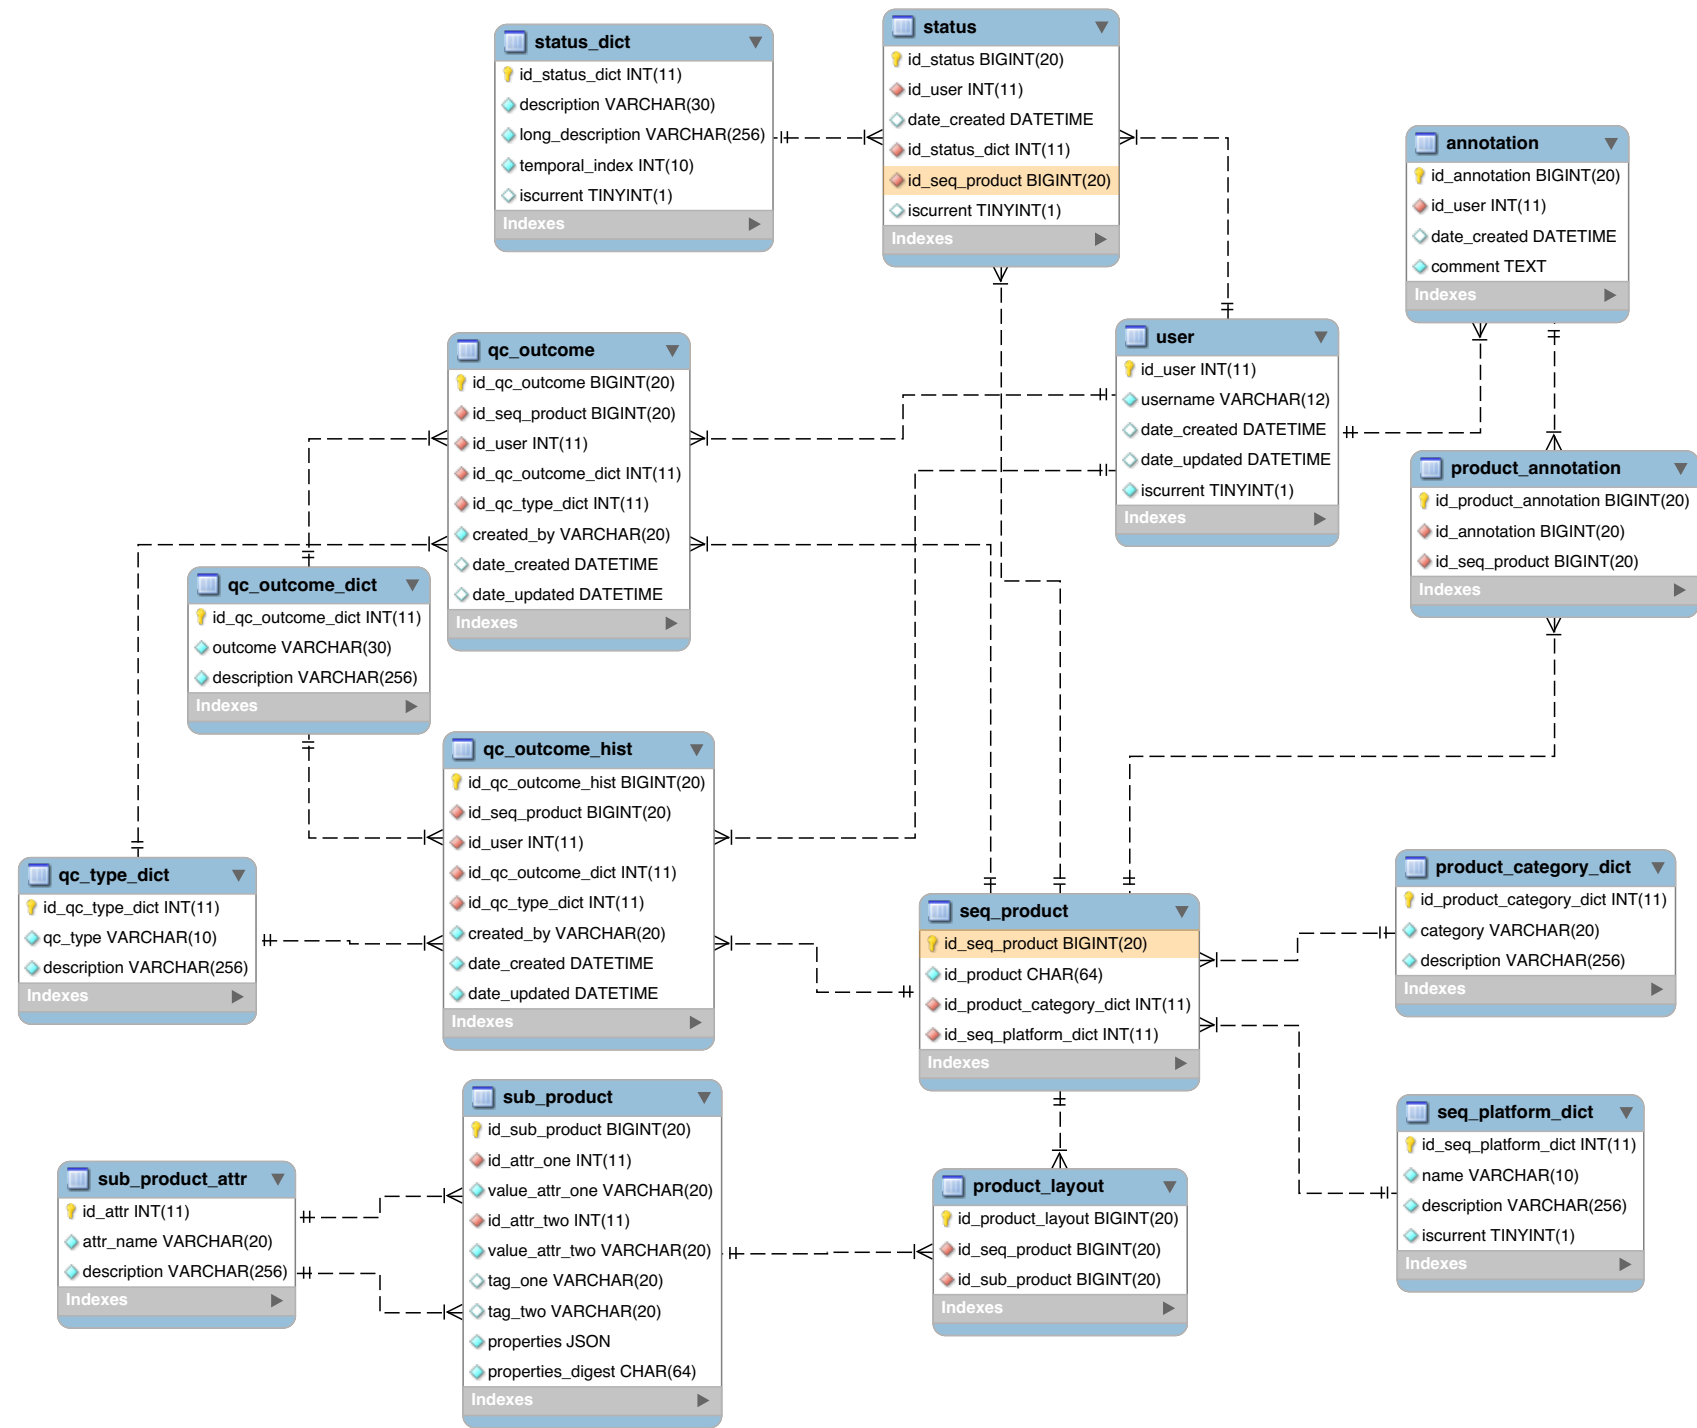 status_dict
id_status_dict INT(11)
description VARCHAR(30)
long_description VARCHAR(256)
temporal_index INT(10)
iscurrent TINYINT(1)
Indexes
status
id_status BIGINT(20)
id_user INT(11)
date_created DATETIME
id_status_dict INT(11)
id_seq_product BIGINT(20)
iscurrent TINYINT(1)
Indexes
annotation
id_annotation BIGINT(20)
id_user INT(11)
date_created DATETIME
comment TEXT
Indexes
qc_outcome
id_qc_outcome BIGINT(20)
id_seq_product BIGINT(20)
id_user INT(11)
id_qc_outcome_dict INT(11)
id_qc_type_dict INT(11)
created_by VARCHAR(20)
date_created DATETIME
date_updated DATETIME
Indexes
user
id_user INT(11)
username VARCHAR(12)
date_created DATETIME
date_updated DATETIME
iscurrent TINYINT(1)
Indexes
product_annotation
id_product_annotation BIGINT(20)
id_annotation BIGINT(20)
id_seq_product BIGINT(20)
Indexes
qc_outcome_dict
id_qc_outcome_dict INT(11)
outcome VARCHAR(30)
description VARCHAR(256)
Indexes
qc_outcome_hist
id_qc_outcome_hist BIGINT(20)
id_seq_product BIGINT(20)
id_user INT(11)
id_qc_outcome_dict INT(11)
id_qc_type_dict INT(11)
created_by VARCHAR(20)
date_created DATETIME
date_updated DATETIME
Indexes
qc_type_dict
id_qc_type_dict INT(11)
qc_type VARCHAR(10)
description VARCHAR(256)
Indexes
seq_product
id_seq_product BIGINT(20)
id_product CHAR(64)
id_product_category_dict INT(11)
id_seq_platform_dict INT(11)
Indexes
product_category_dict
id_product_category_dict INT(11)
category VARCHAR(20)
description VARCHAR(256)
Indexes
sub_product
id_sub_product BIGINT(20)
id_attr_one INT(11)
value_attr_one VARCHAR(20)
id_attr_two INT(11)
value_attr_two VARCHAR(20)
tag_one VARCHAR(20)
tag_two VARCHAR(20)
properties JSON
properties_digest CHAR(64)
Indexes
seq_platform_dict
id_seq_platform_dict INT(11)
name VARCHAR(10)
description VARCHAR(256)
iscurrent TINYINT(1)
Indexes
sub_product_attr
id_attr INT(11)
attr_name VARCHAR(20)
description VARCHAR(256)
Indexes
product_layout
id_product_layout BIGINT(20)
id_seq_product BIGINT(20)
id_sub_product BIGINT(20)
Indexes